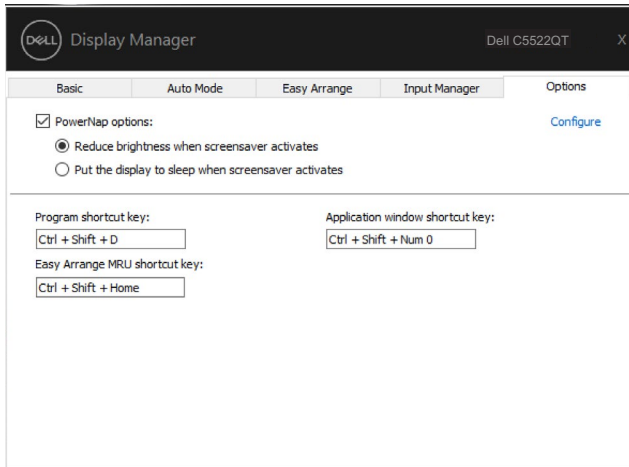 DELL Display Manager Dell C5522QT X
Basic Auto Mode Easy Arrange Input Manager Options
PowerNap options: Configure
Reduce brightness when screensaver activates
Put the display to sleep when screensaver activates
Program shortcut key: Application window shortcut key:
Ctrl + Shift + D Ctrl + Shift + Num 0
Easy Arrange MRU shortcut key:
Ctrl + Shift + Home